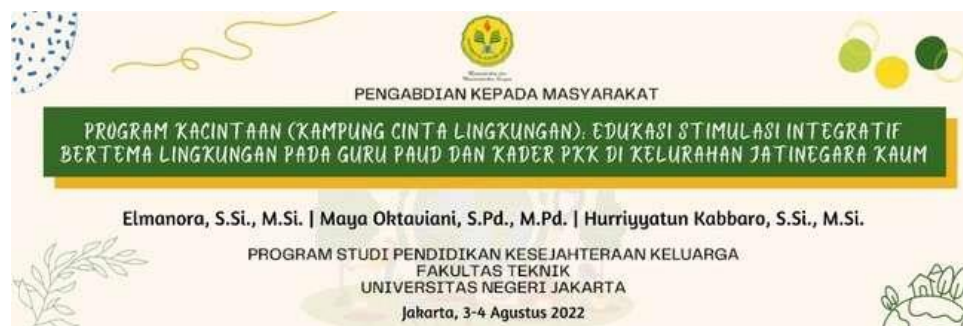 PENGABDIAN KEPADA MASYARAKAT
PROGRAM KACINTAAN (KAMPUNG CINTA LINGKUNGAN): EDUKASI STIMULASI INTEGRATIF
BERTEMA LINGKUNGAN PADA GURU PAUD DAN KADER PKK DI KELURAHAN JATINEGARA KAUM
Elmanora, S.Si., M.Si. | Maya Oktaviani, S.Pd., M.Pd. | Hurriyyatun Kabbaro, S.Si., M.Si.
PROGRAM STUDI PENDIDIKAN KESEJAHTERAAN KELUARGA
FAKULTAS TEKNIK
UNIVERSITAS NEGERI JAKARTA
Jakarta, 3-4 Agustus 2022